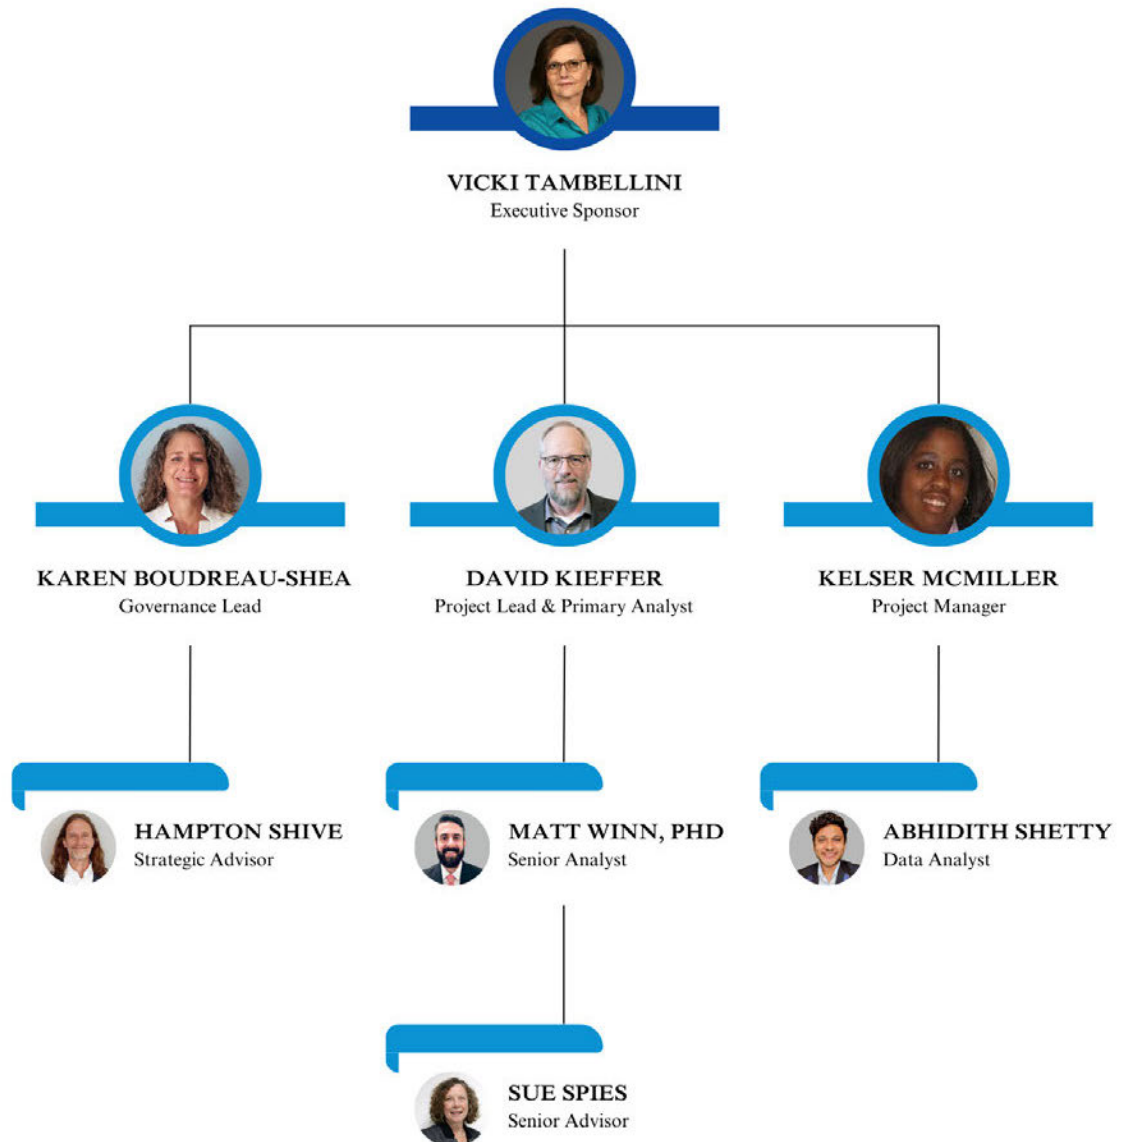 VICKI TAMBELLINI
Executive Sponsor
KAREN BOUDREAU-SHEA
Governance Lead
DAVID KIEFFER
Project Lead & Primary Analyst
KELSER MCMILLER
Project Manager
HAMPTON SHIVE
Strategic Advisor
MATT WINN, PHD
Senior Analyst
ABHIDITH SHETTY
Data Analyst
SUE SPIES
Senior Advisor